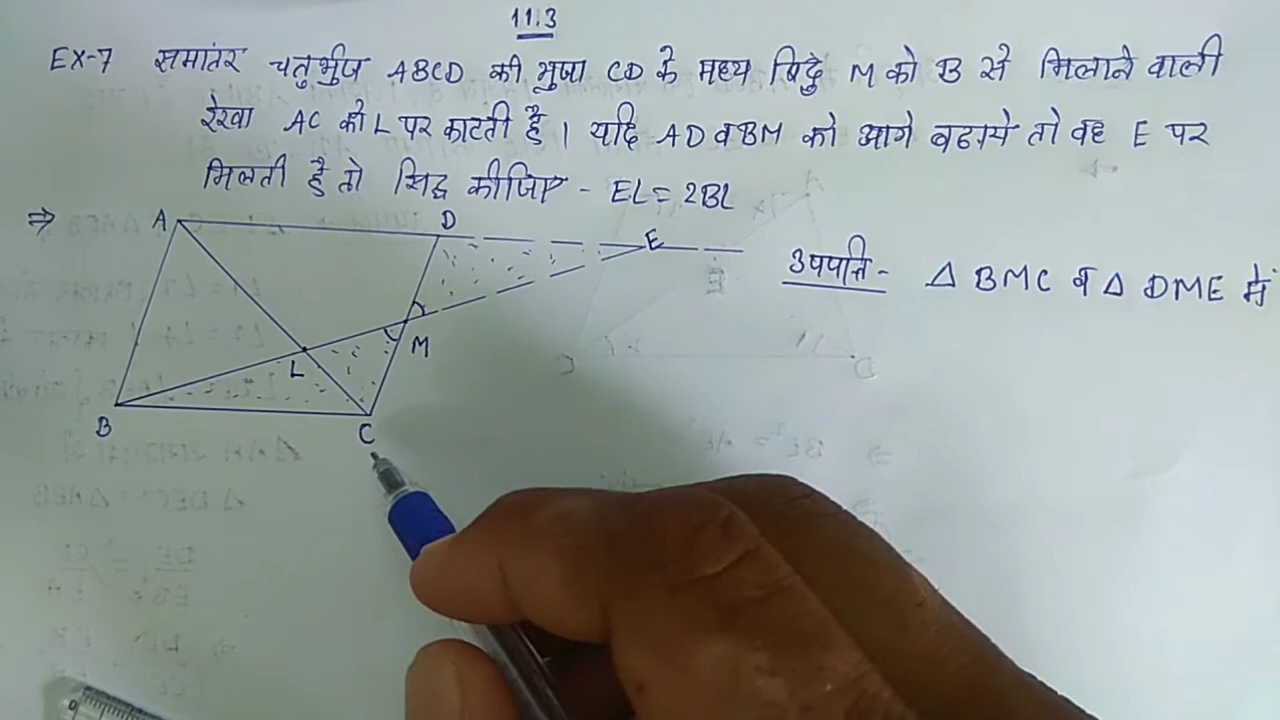 11.3
EX-7 समांतर चतुर्भुज ABCD की भुजा CD के मध्य बिंदु M को B से मिलाने वाली
रेखा AC को L पर काटती है। यदि AD व BM को आगे बढाये तो वह E पर
मिलती है तो सिद्ध कीजिए - EL = 2BL
⇒ A D E
उपपत्ति - Δ BMC व Δ DME में
M
L
B C
0